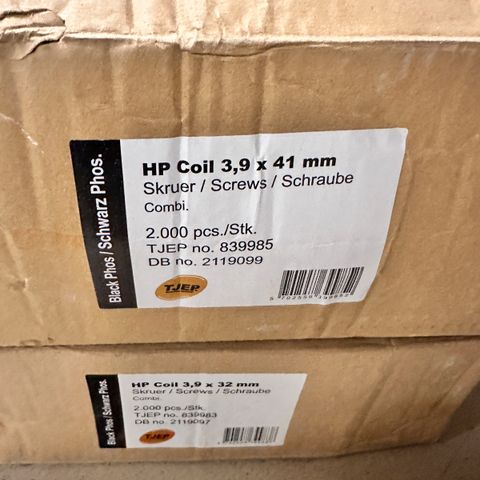 Black Phos/Schwarz Phos.
HP Coil 3,9 x 41 mm
Skruer / Screws / Schraube
Combi.
2.000 pcs./Stk.
TJEP no. 839985
DB no. 2119099
TJEP
Black Phos/Schwarz Phos.
HP Coil 3,9 x 32 mm
Skruer / Screws / Schraube
Combi.
2.000 pcs./Stk.
TJEP no. 839983
DB no. 2119097
TJEP